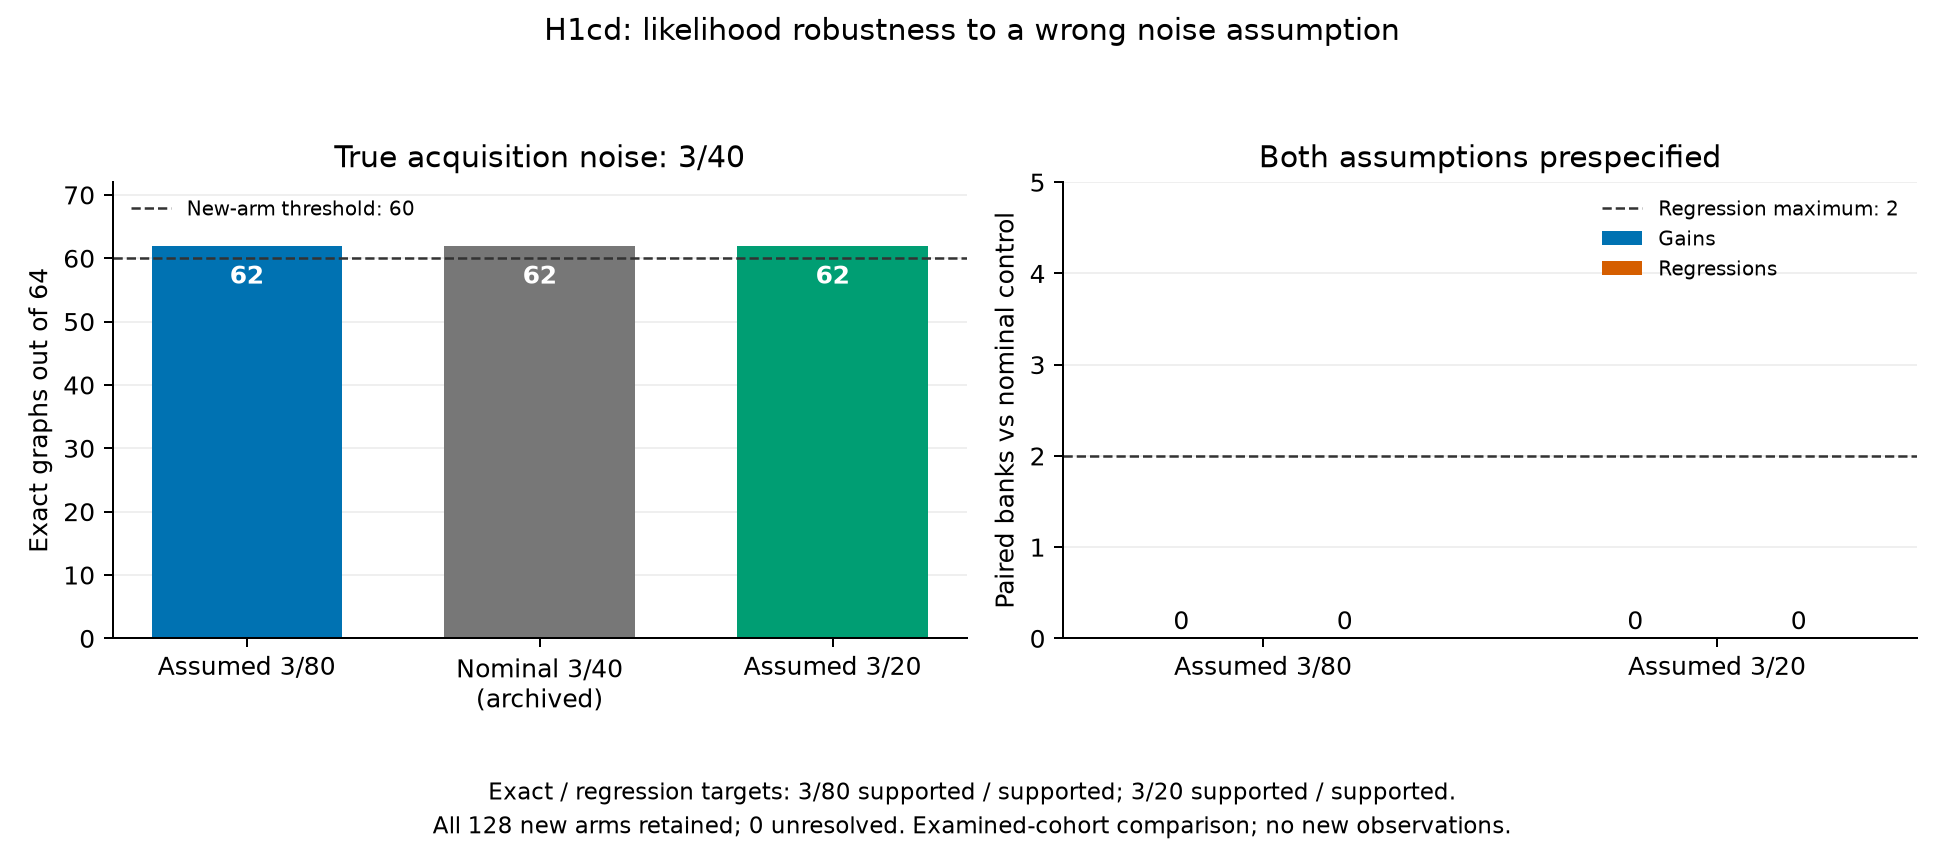 H1cd: likelihood robustness to a wrong noise assumption
True acquisition noise: 3/40
Exact graphs out of 64
70
60
50
40
30
20
10
0
New-arm threshold: 60
62
62
62
Assumed 3/80
Nominal 3/40
(archived)
Assumed 3/20
Both assumptions prespecified
Paired banks vs nominal control
5
4
3
2
1
0
Regression maximum: 2
Gains
Regressions
0
0
0
0
Assumed 3/80
Assumed 3/20
Exact / regression targets: 3/80 supported / supported; 3/20 supported / supported.
All 128 new arms retained; 0 unresolved. Examined-cohort comparison; no new observations.